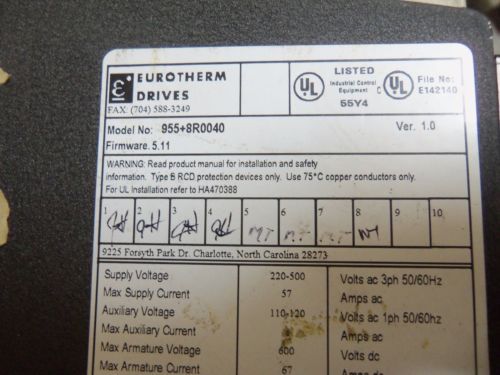 EUROTHERM
DRIVES
FAX: (704) 588-3249
UL LISTED C UL File No:
Industrial Control
Equipment
E142140
55Y4
Model No: 955+8R0040 Ver. 1.0
Firmware. 5.11
WARNING: Read product manual for installation and safety
information. Type B RCD protection devices only. Use 75°C copper conductors only.
For UL Installation refer to HA470388
1 2 3 4 5 6 7 8 9 10
9225 Forsyth Park Dr. Charlotte, North Carolina 28273
Supply Voltage 220-500 Volts ac 3ph 50/60Hz
Max Supply Current 57 Amps ac
Auxiliary Voltage 110-120 Volts ac 1ph 50/60Hz
Max Auxiliary Current Amps ac
Max Armature Voltage 600 Volts dc
Max Armature Current 67 Amps dc